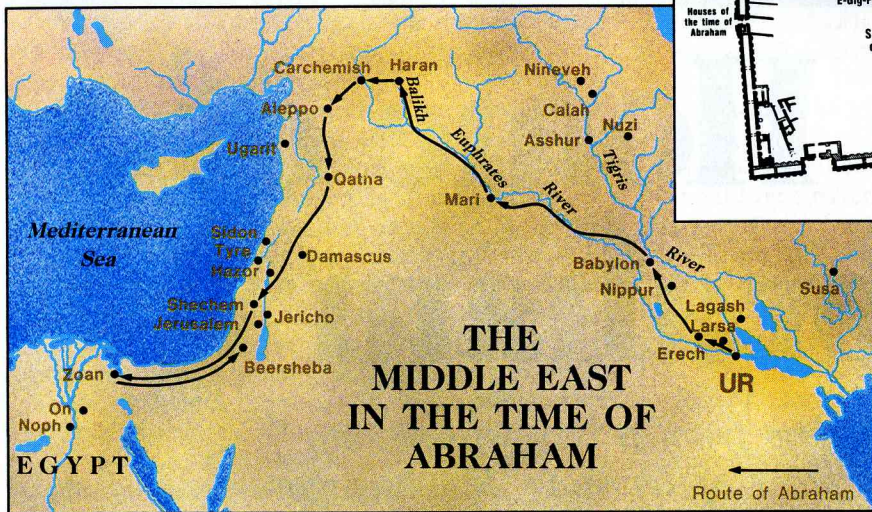 Houses of
the time of
Abraham
Carchemish
Haran
Nineveh
Calah
Aleppo
Balikh
Nuzi
Asshur
Ugarit
Euphrates
Tigris
Qatna
Mari
River
Mediterranean
Sea
Sidon
Tyre
Hazor
Damascus
Babylon
River
Nippur
Susa
Shechem
Jerusalem
Jericho
Lagash
Larsa
Erech
Beersheba
UR
Zoan
On
Noph
EGYPT
THE
MIDDLE EAST
IN THE TIME OF
ABRAHAM
Route of Abraham